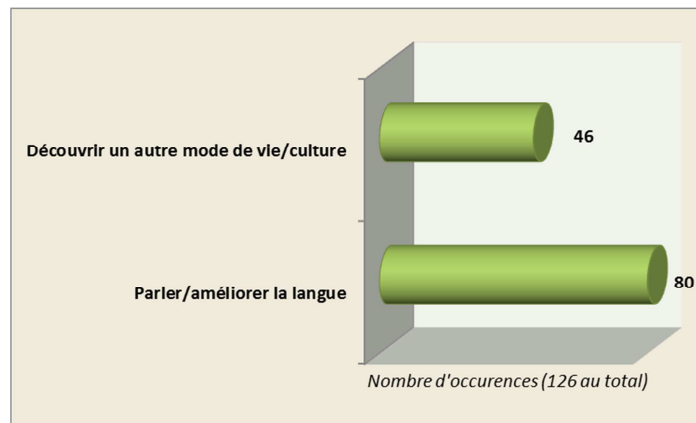 Découvrir un autre mode de vie/culture
46
Parler/améliorer la langue
80
Nombre d'occurences (126 au total)